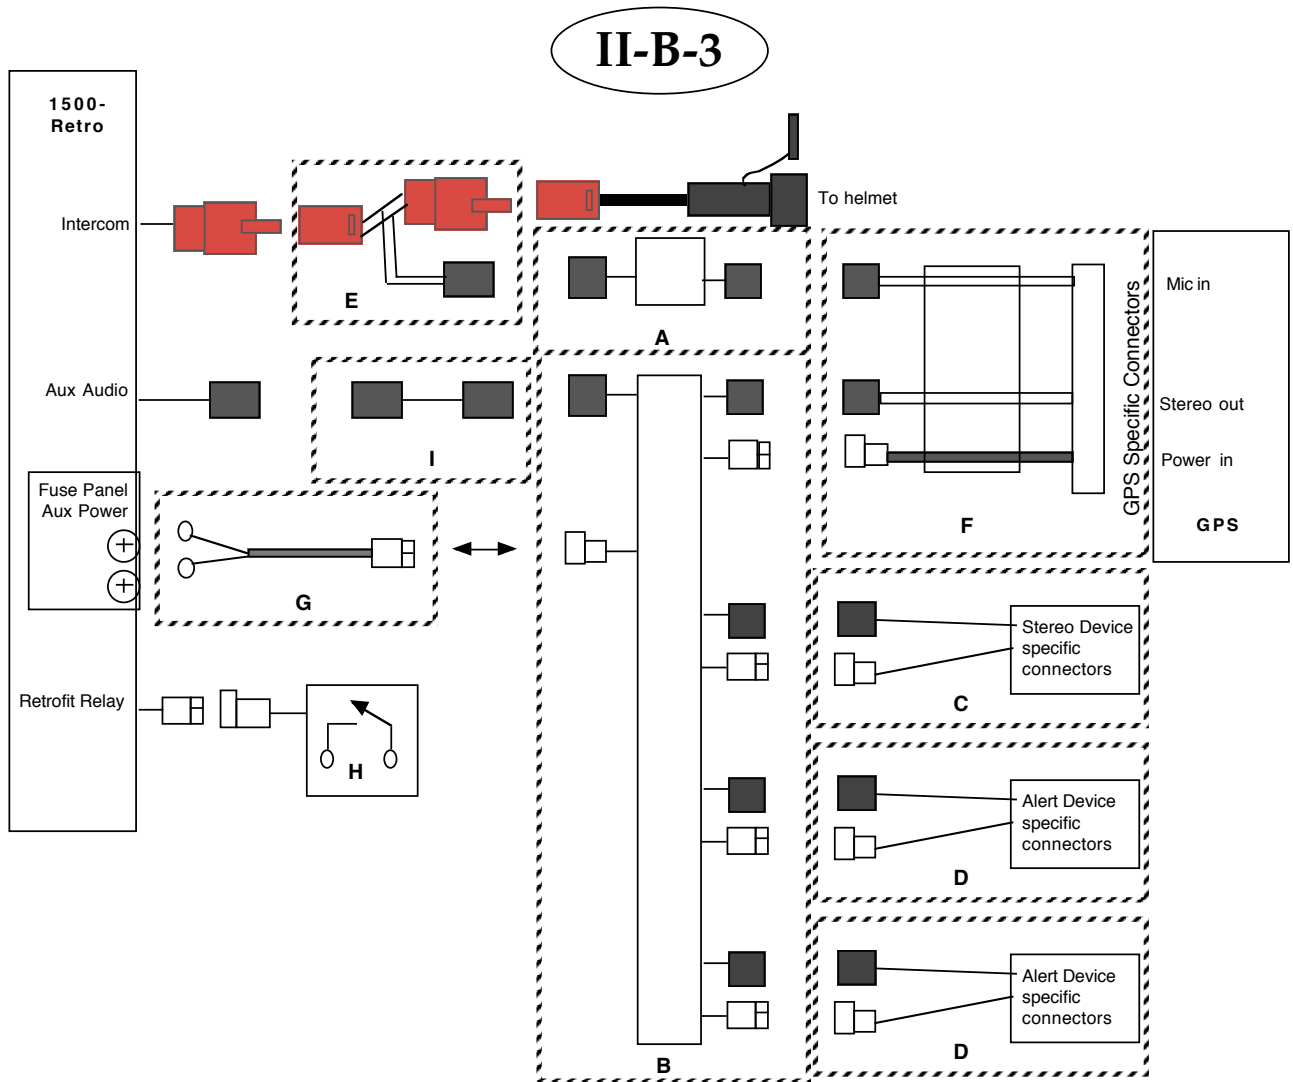 II-B-3
1500-
Retro
Intercom
To helmet
E
A
Mic in
Aux Audio
Stereo out
I
Power in
GPS Specific Connectors
F
GPS
Fuse Panel
Aux Power
G
Stereo Device
specific
connectors
C
Retrofit Relay
H
Alert Device
specific
connectors
D
Alert Device
specific
connectors
D
B